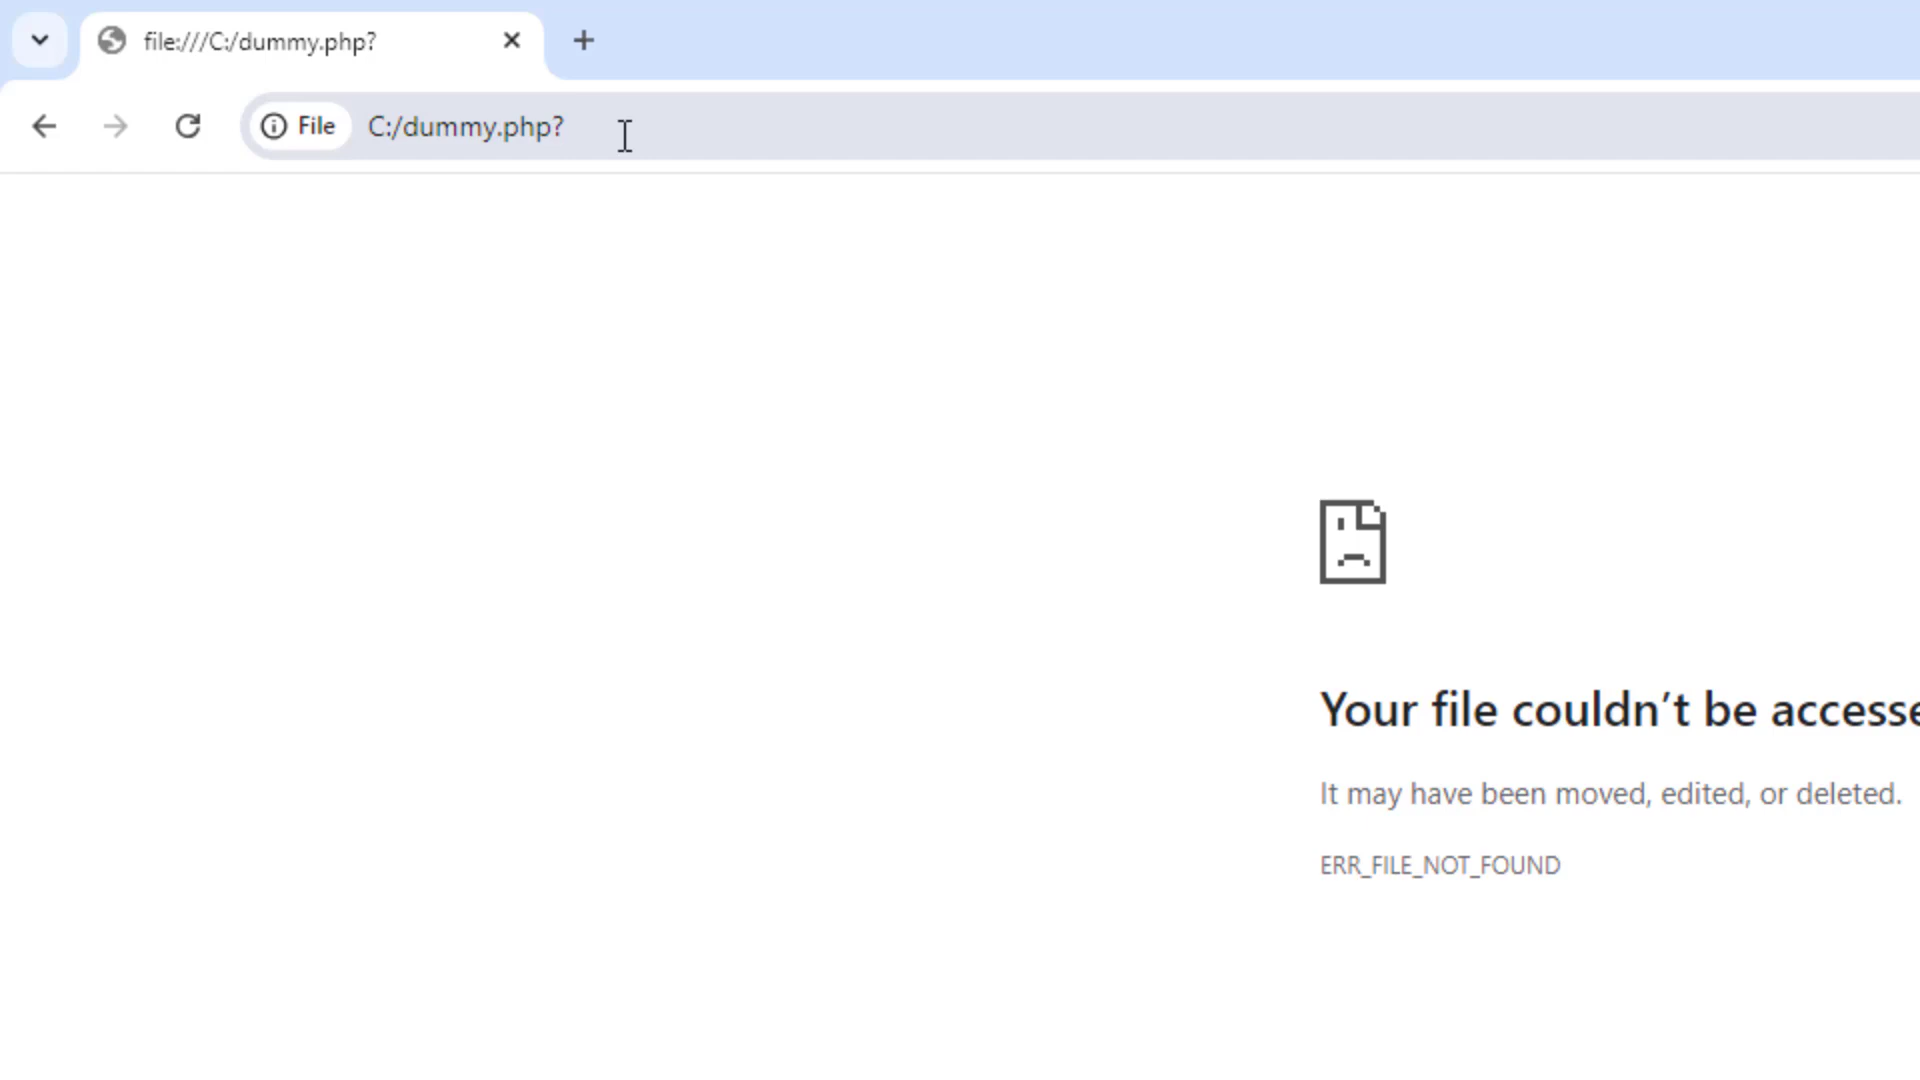 file:///C:/dummy.php?
File C:/dummy.php?
Your file couldn’t be accesse
It may have been moved, edited, or deleted.
ERR_FILE_NOT_FOUND